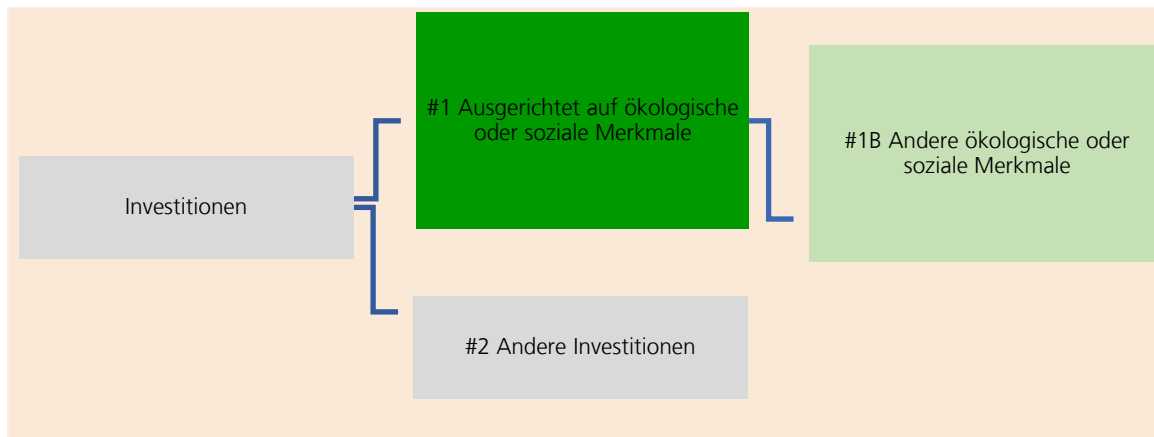 #1 Ausgerichtet auf ökologische
oder soziale Merkmale
#1B Andere ökologische oder
soziale Merkmale
Investitionen
#2 Andere Investitionen